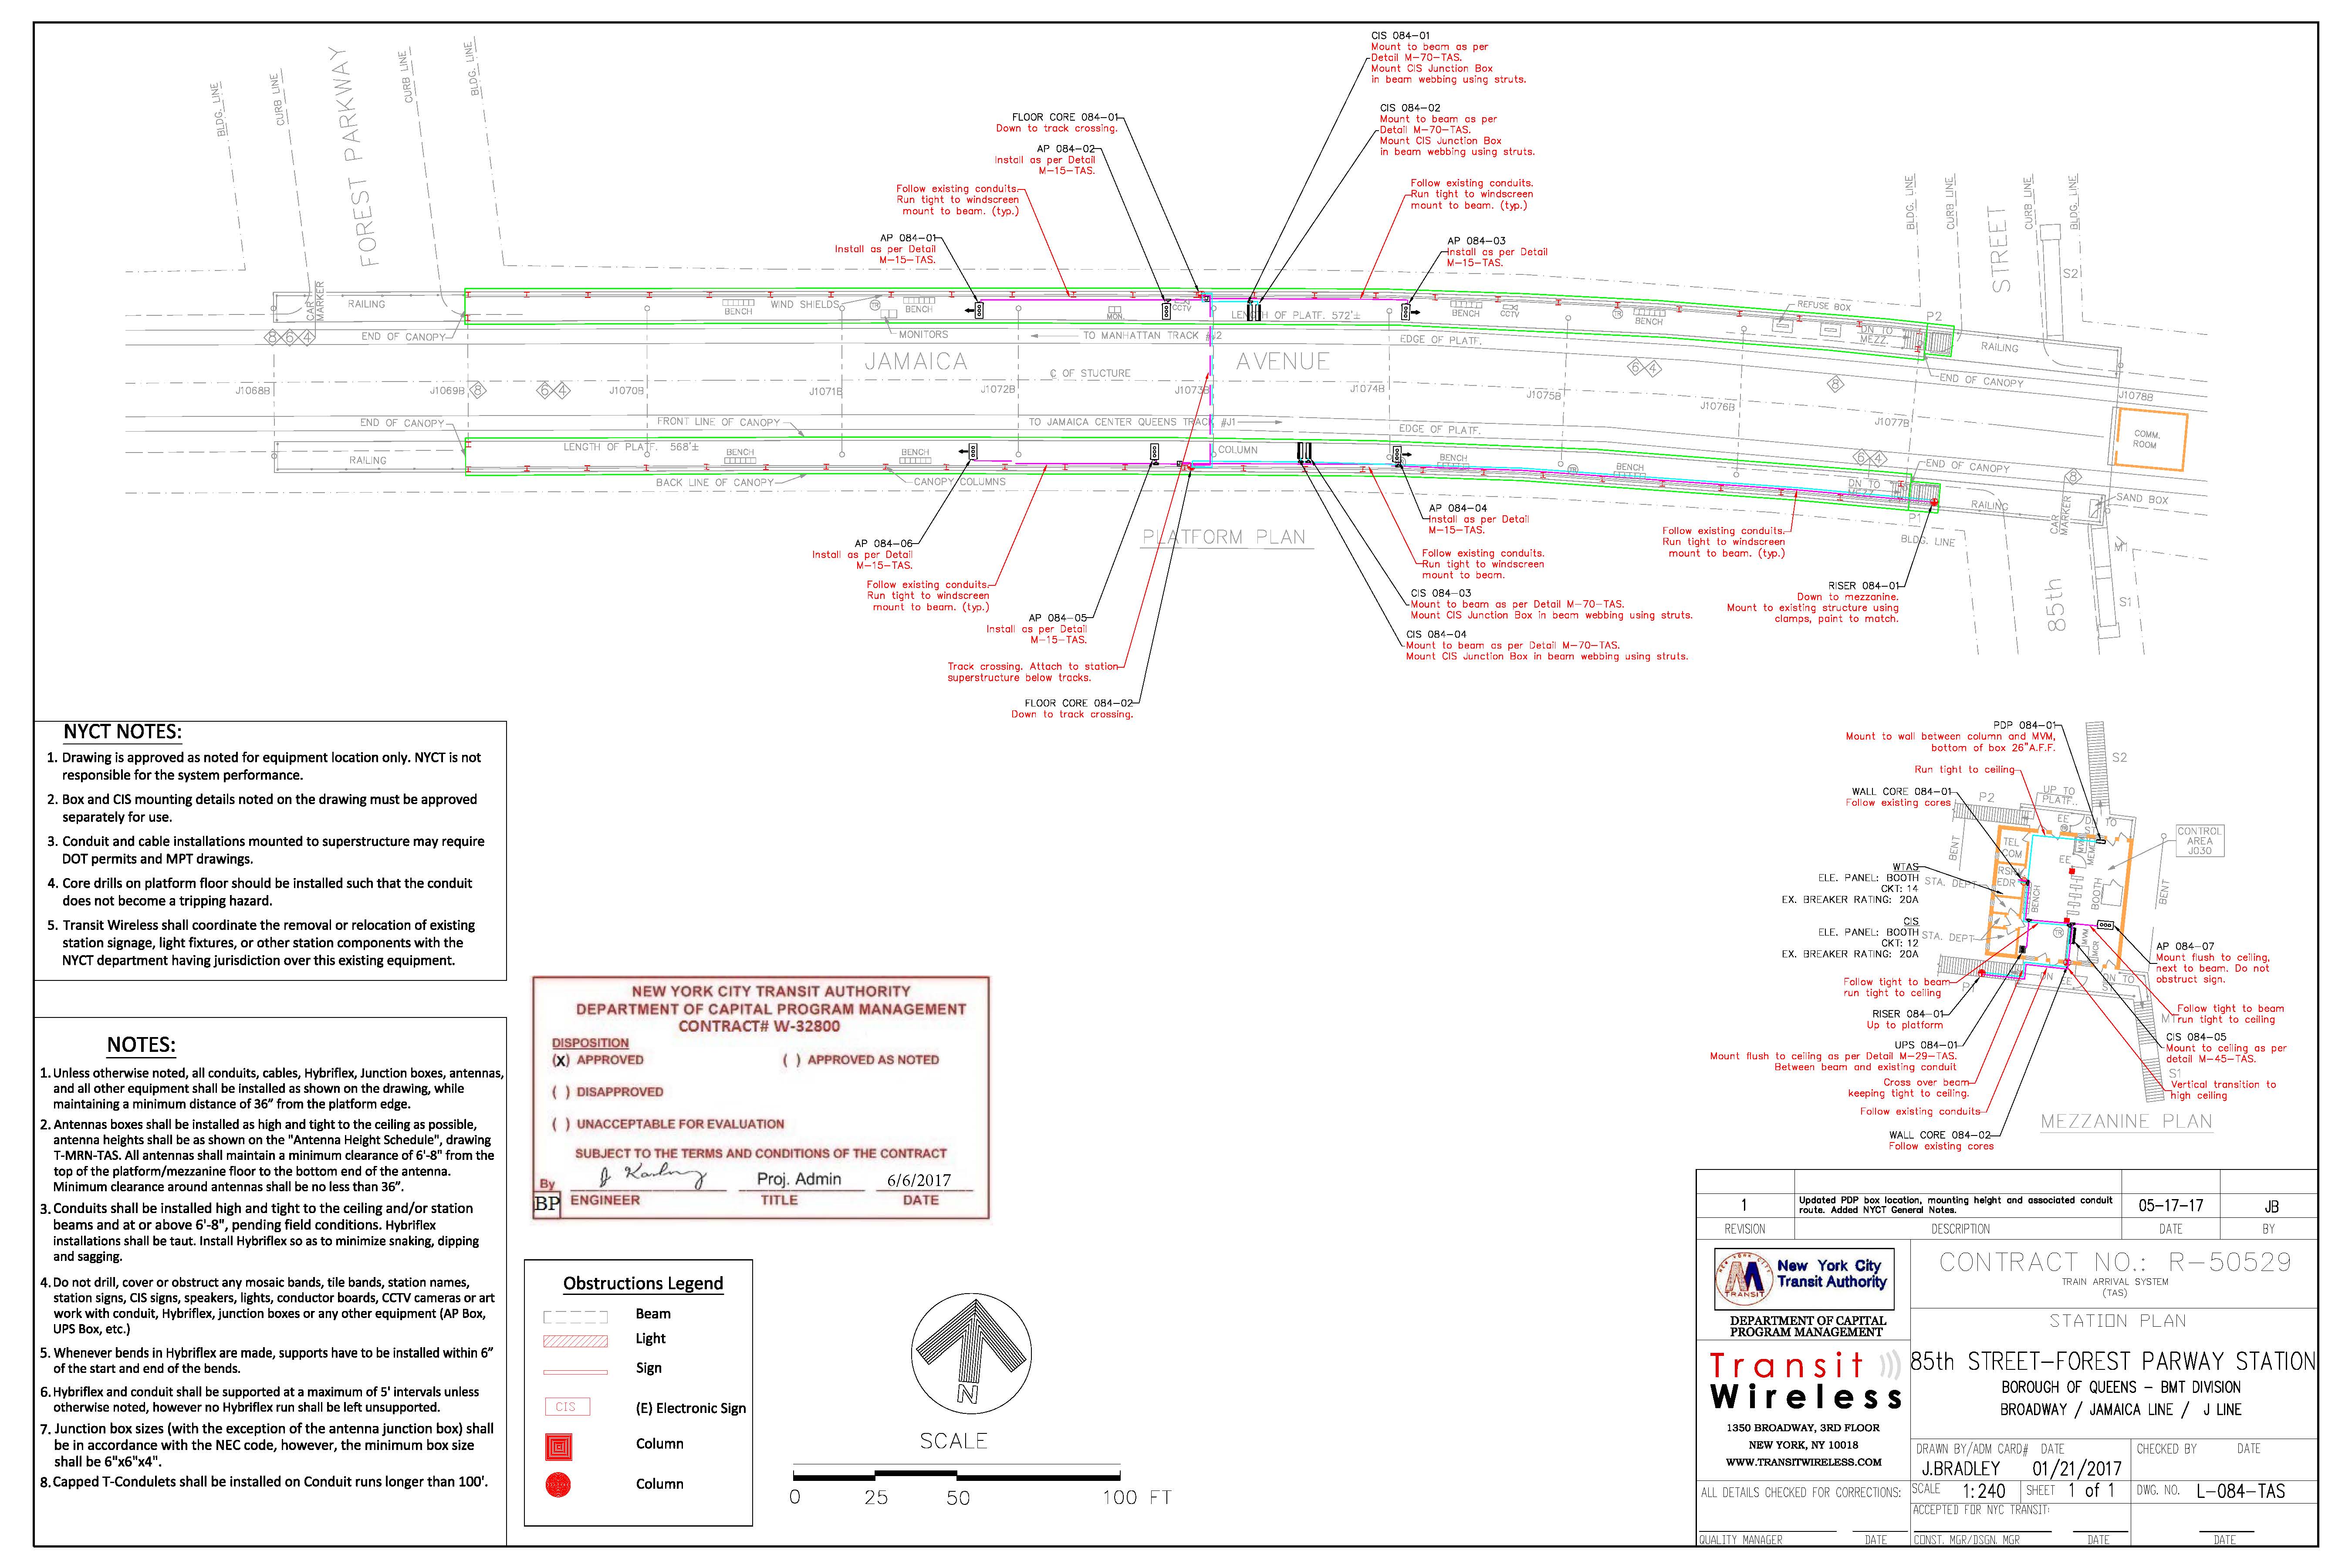 CIS 084-01
Mount to beam as per
Detail M-70-TAS.
Mount CIS Junction Box
in beam webbing using struts.
CIS 084-02
Mount to beam as per
Detail M-70-TAS.
Mount CIS Junction Box
in beam webbing using struts.
FLOOR CORE 084-01
Down to track crossing.
AP 084-02
Install as per Detail
M-15-TAS.
Follow existing conduits.
Run tight to windscreen
mount to beam. (typ.)
Follow existing conduits.
Run tight to windscreen
mount to beam. (typ.)
AP 084-01
Install as per Detail
M-15-TAS.
AP 084-03
Install as per Detail
M-15-TAS.
BLDG. LINE
CURB LINE
FOREST PARKWAY
CURB LINE
BLDG. LINE
BLDG. LINE
CURB LINE
STREET
CURB LINE
BLDG. LINE
S2
RAILING
CAR MARKER
BENCH
WIND SHIELDS
TR
BENCH
MON.
CCTV
LENGTH OF PLATF. 572'±
BENCH
CCTV
TR
BENCH
REFUSE BOX
P2
8 6 4
END OF CANOPY
MONITORS
TO MANHATTAN TRACK #J2
EDGE OF PLATF.
DN TO
MEZZ.
RAILING
JAMAICA AVENUE
C OF STUCTURE
6 4
8
END OF CANOPY
J1068B
J1069B
8
6 4
J1070B
J1071B
J1072B
J1073B
J1074B
J1075B
J1076B
J1077B
J1078B
END OF CANOPY
FRONT LINE OF CANOPY
TO JAMAICA CENTER QUEENS TRACK #J1
EDGE OF PLATF.
COMM.
ROOM
LENGTH OF PLATF. 568'±
RAILING
BENCH
BENCH
COLUMN
BENCH
TR
BENCH
6 4
END OF CANOPY
8
BACK LINE OF CANOPY
CANOPY COLUMNS
DN TO
MEZZ.
P1
RAILING
CAR MARKER
SAND BOX
BLDG. LINE
M1
S1
85th
PLATFORM PLAN
AP 084-04
Install as per Detail
M-15-TAS.
AP 084-06
Install as per Detail
M-15-TAS.
Follow existing conduits.
Run tight to windscreen
mount to beam. (typ.)
Follow existing conduits.
Run tight to windscreen
mount to beam.
Follow existing conduits.
Run tight to windscreen
mount to beam. (typ.)
AP 084-05
Install as per Detail
M-15-TAS.
CIS 084-03
Mount to beam as per Detail M-70-TAS.
Mount CIS Junction Box in beam webbing using struts.
CIS 084-04
Mount to beam as per Detail M-70-TAS.
Mount CIS Junction Box in beam webbing using struts.
RISER 084-01
Down to mezzanine.
Mount to existing structure using
clamps, paint to match.
Track crossing. Attach to station
superstructure below tracks.
FLOOR CORE 084-02
Down to track crossing.
NYCT NOTES:
1. Drawing is approved as noted for equipment location only. NYCT is not
responsible for the system performance.
2. Box and CIS mounting details noted on the drawing must be approved
separately for use.
3. Conduit and cable installations mounted to superstructure may require
DOT permits and MPT drawings.
4. Core drills on platform floor should be installed such that the conduit
does not become a tripping hazard.
5. Transit Wireless shall coordinate the removal or relocation of existing
station signage, light fixtures, or other station components with the
NYCT department having jurisdiction over this existing equipment.
NOTES:
1. Unless otherwise noted, all conduits, cables, Hybriflex, Junction boxes, antennas,
and all other equipment shall be installed as shown on the drawing, while
maintaining a minimum distance of 36” from the platform edge.
2. Antennas boxes shall be installed as high and tight to the ceiling as possible,
antenna heights shall be as shown on the "Antenna Height Schedule", drawing
T-MRN-TAS. All antennas shall maintain a minimum clearance of 6'-8" from the
top of the platform/mezzanine floor to the bottom end of the antenna.
Minimum clearance around antennas shall be no less than 36”.
3. Conduits shall be installed high and tight to the ceiling and/or station
beams and at or above 6'-8", pending field conditions. Hybriflex
installations shall be taut. Install Hybriflex so as to minimize snaking, dipping
and sagging.
4. Do not drill, cover or obstruct any mosaic bands, tile bands, station names,
station signs, CIS signs, speakers, lights, conductor boards, CCTV cameras or art
work with conduit, Hybriflex, junction boxes or any other equipment (AP Box,
UPS Box, etc.)
5. Whenever bends in Hybriflex are made, supports have to be installed within 6”
of the start and end of the bends.
6. Hybriflex and conduit shall be supported at a maximum of 5' intervals unless
otherwise noted, however no Hybriflex run shall be left unsupported.
7. Junction box sizes (with the exception of the antenna junction box) shall
be in accordance with the NEC code, however, the minimum box size
shall be 6"x6"x4".
8. Capped T-Condulets shall be installed on Conduit runs longer than 100'.
NEW YORK CITY TRANSIT AUTHORITY
DEPARTMENT OF CAPITAL PROGRAM MANAGEMENT
CONTRACT# W-32800
DISPOSITION
(X) APPROVED
( ) APPROVED AS NOTED
( ) DISAPPROVED
( ) UNACCEPTABLE FOR EVALUATION
SUBJECT TO THE TERMS AND CONDITIONS OF THE CONTRACT
By
Proj. Admin
6/6/2017
BP
ENGINEER
TITLE
DATE
Obstructions Legend
Beam
Light
Sign
CIS
(E) Electronic Sign
Column
Column
N
SCALE
0 25 50 100 FT
PDP 084-01
Mount to wall between column and MVM,
bottom of box 26"A.F.F.
Run tight to ceiling
WALL CORE 084-01
Follow existing cores
S2
P2
UP TO
PLATF..
EE
DN TO
ST
TR
CONTROL
AREA
J030
BENT
TEL
COM
MVM
MEMC
EE
WTAS
ELE. PANEL: BOOTH
CKT: 14
EX. BREAKER RATING: 20A
STA. DEPT
EDR
BENCH
BOOTH
BENT
CIS
ELE. PANEL: BOOTH
CKT: 12
EX. BREAKER RATING: 20A
STA. DEPT
TR
MVM
MCR
AP 084-07
Mount flush to ceiling,
next to beam. Do not
obstruct sign.
DN
EE
DN TO
P1
Follow tight to beam
run tight to ceiling
RISER 084-01
Up to platform
Follow tight to beam
run tight to ceiling
UPS 084-01
Mount flush to ceiling as per Detail M-29-TAS.
Between beam and existing conduit
CIS 084-05
Mount to ceiling as per
detail M-45-TAS.
S1
Cross over beam
keeping tight to ceiling.
Vertical transition to
high ceiling
Follow existing conduits
MEZZANINE PLAN
WALL CORE 084-02
Follow existing cores
1
Updated PDP box location, mounting height and associated conduit
route. Added NYCT General Notes.
05-17-17
JB
REVISION
DESCRIPTION
DATE
BY
NEW YORK CITY
TRANSIT
New York City
Transit Authority
DEPARTMENT OF CAPITAL
PROGRAM MANAGEMENT
CONTRACT NO.: R-50529
TRAIN ARRIVAL SYSTEM
(TAS)
STATION PLAN
Transit
Wireless
1350 BROADWAY, 3RD FLOOR
NEW YORK, NY 10018
WWW.TRANSITWIRELESS.COM
85th STREET-FOREST PARWAY STATION
BOROUGH OF QUEENS - BMT DIVISION
BROADWAY / JAMAICA LINE / J LINE
DRAWN BY/ADM CARD# DATE
J.BRADLEY 01/21/2017
CHECKED BY DATE
ALL DETAILS CHECKED FOR CORRECTIONS:
SCALE 1:240
SHEET 1 of 1
DWG. NO. L-084-TAS
ACCEPTED FOR NYC TRANSIT:
QUALITY MANAGER DATE
CONST. MGR/DSGN. MGR DATE
DATE